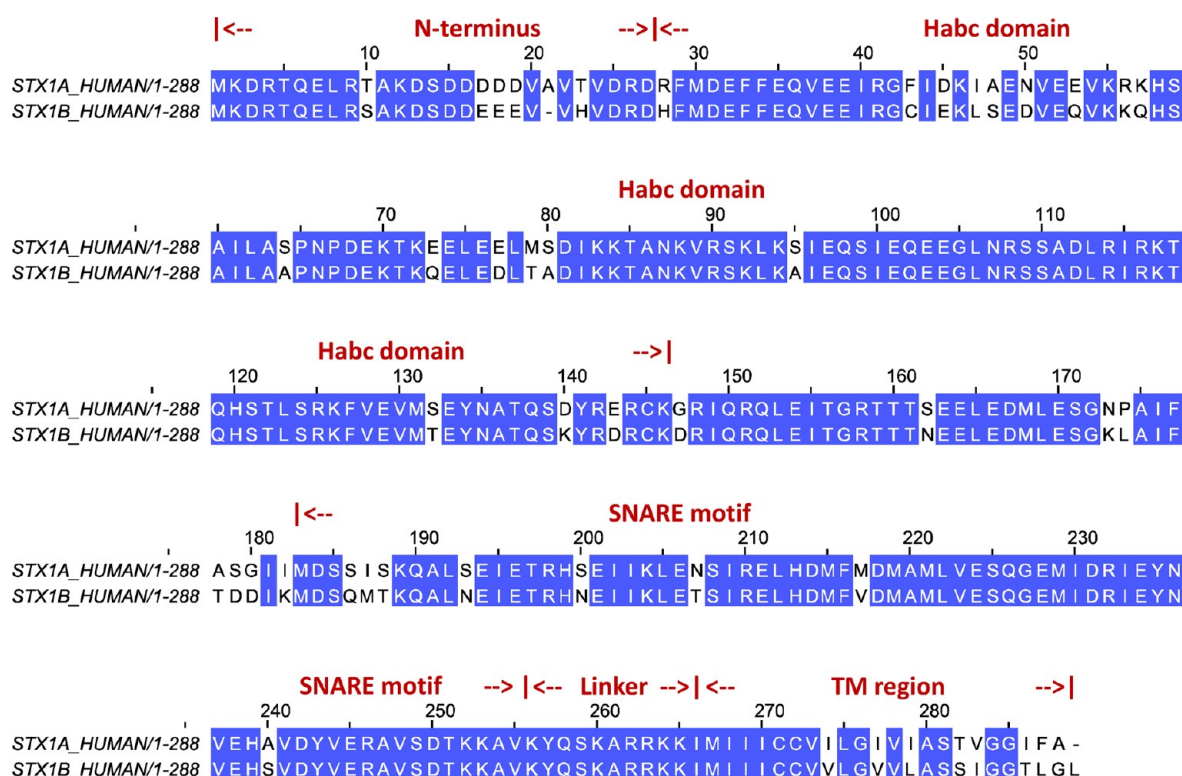 |<-- N-terminus -->|<-- Habc domain
10 20 30 40 50
STX1A_HUMAN/1-288 MKDRTQELRTAKDSDDDDDVAVTVDRDRFMDEFFEQVEEIRGFIDKIAENVEEVKRKHS
STX1B_HUMAN/1-288 MKDRTQELRSAKDSDDEEEV-VHVDRDHFMDEFFEQVEEIRGCIEKLSEDVEQVKKQHS
Habc domain
70 80 90 100 110
STX1A_HUMAN/1-288 AILASPNPDEKTKEELEELMSDIKKTANKVRSKLKSIEQSIEQEEGLNRSSADLRIRKT
STX1B_HUMAN/1-288 AILAAPNPDEKTKQELEDLTADIKKTANKVRSKLKAIEQSIEQEEGLNRSSADLRIRKT
Habc domain -->|
120 130 140 150 160 170
STX1A_HUMAN/1-288 QHSTLSRKFVEVMSEYNATQSDYRERCKGRIQRQLEITGRTTTSEELEDMLESGNPAIF
STX1B_HUMAN/1-288 QHSTLSRKFVEVMTEYNATQSKYRDRCKDRIQRQLEITGRTTTNEELEDMLESGKLAIF
|<-- SNARE motif
180 190 200 210 220 230
STX1A_HUMAN/1-288 ASGIIMDSSISKQALSEIETRHSEIIKLENSIRELHDMFMDMAMLVESQGEMIDRIEYN
STX1B_HUMAN/1-288 TDDIKMDSQMTKQALNEIETRHNEIIKLETSIRELHDMFVDMAMLVESQGEMIDRIEYN
SNARE motif -->|<-- Linker -->|<-- TM region -->|
240 250 260 270 280
STX1A_HUMAN/1-288 VEHAVDYVERAVSDTKKAVKYQSKARRKKIMIIICCVILGIVIASTVGGIFA-
STX1B_HUMAN/1-288 VEHSVDYVERAVSDTKKAVKYQSKARRKKIMIIICCVVLGVVLASSIGGTLGL